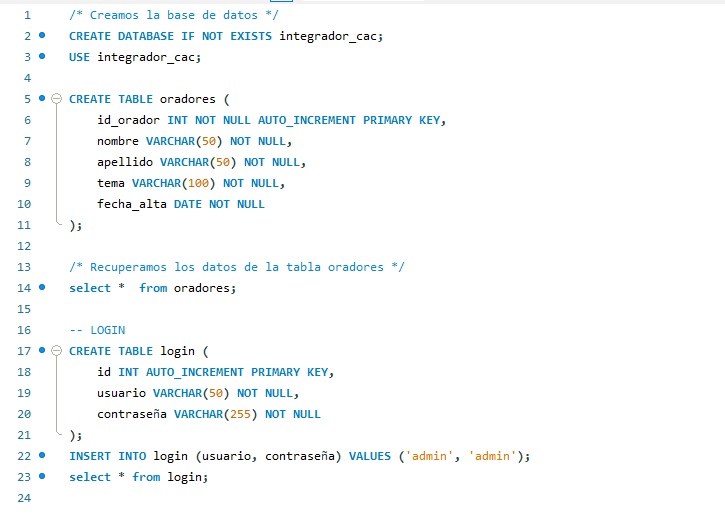 1 /* Creamos la base de datos */
2 CREATE DATABASE IF NOT EXISTS integrador_cac;
3 USE integrador_cac;
4
5 CREATE TABLE oradores (
6 id_orador INT NOT NULL AUTO_INCREMENT PRIMARY KEY,
7 nombre VARCHAR(50) NOT NULL,
8 apellido VARCHAR(50) NOT NULL,
9 tema VARCHAR(100) NOT NULL,
10 fecha_alta DATE NOT NULL
11 );
12
13 /* Recuperamos los datos de la tabla oradores */
14 select *  from oradores;
15
16 -- LOGIN
17 CREATE TABLE login (
18 id INT AUTO_INCREMENT PRIMARY KEY,
19 usuario VARCHAR(50) NOT NULL,
20 contraseña VARCHAR(255) NOT NULL
21 );
22 INSERT INTO login (usuario, contraseña) VALUES ('admin', 'admin');
23 select * from login;
24